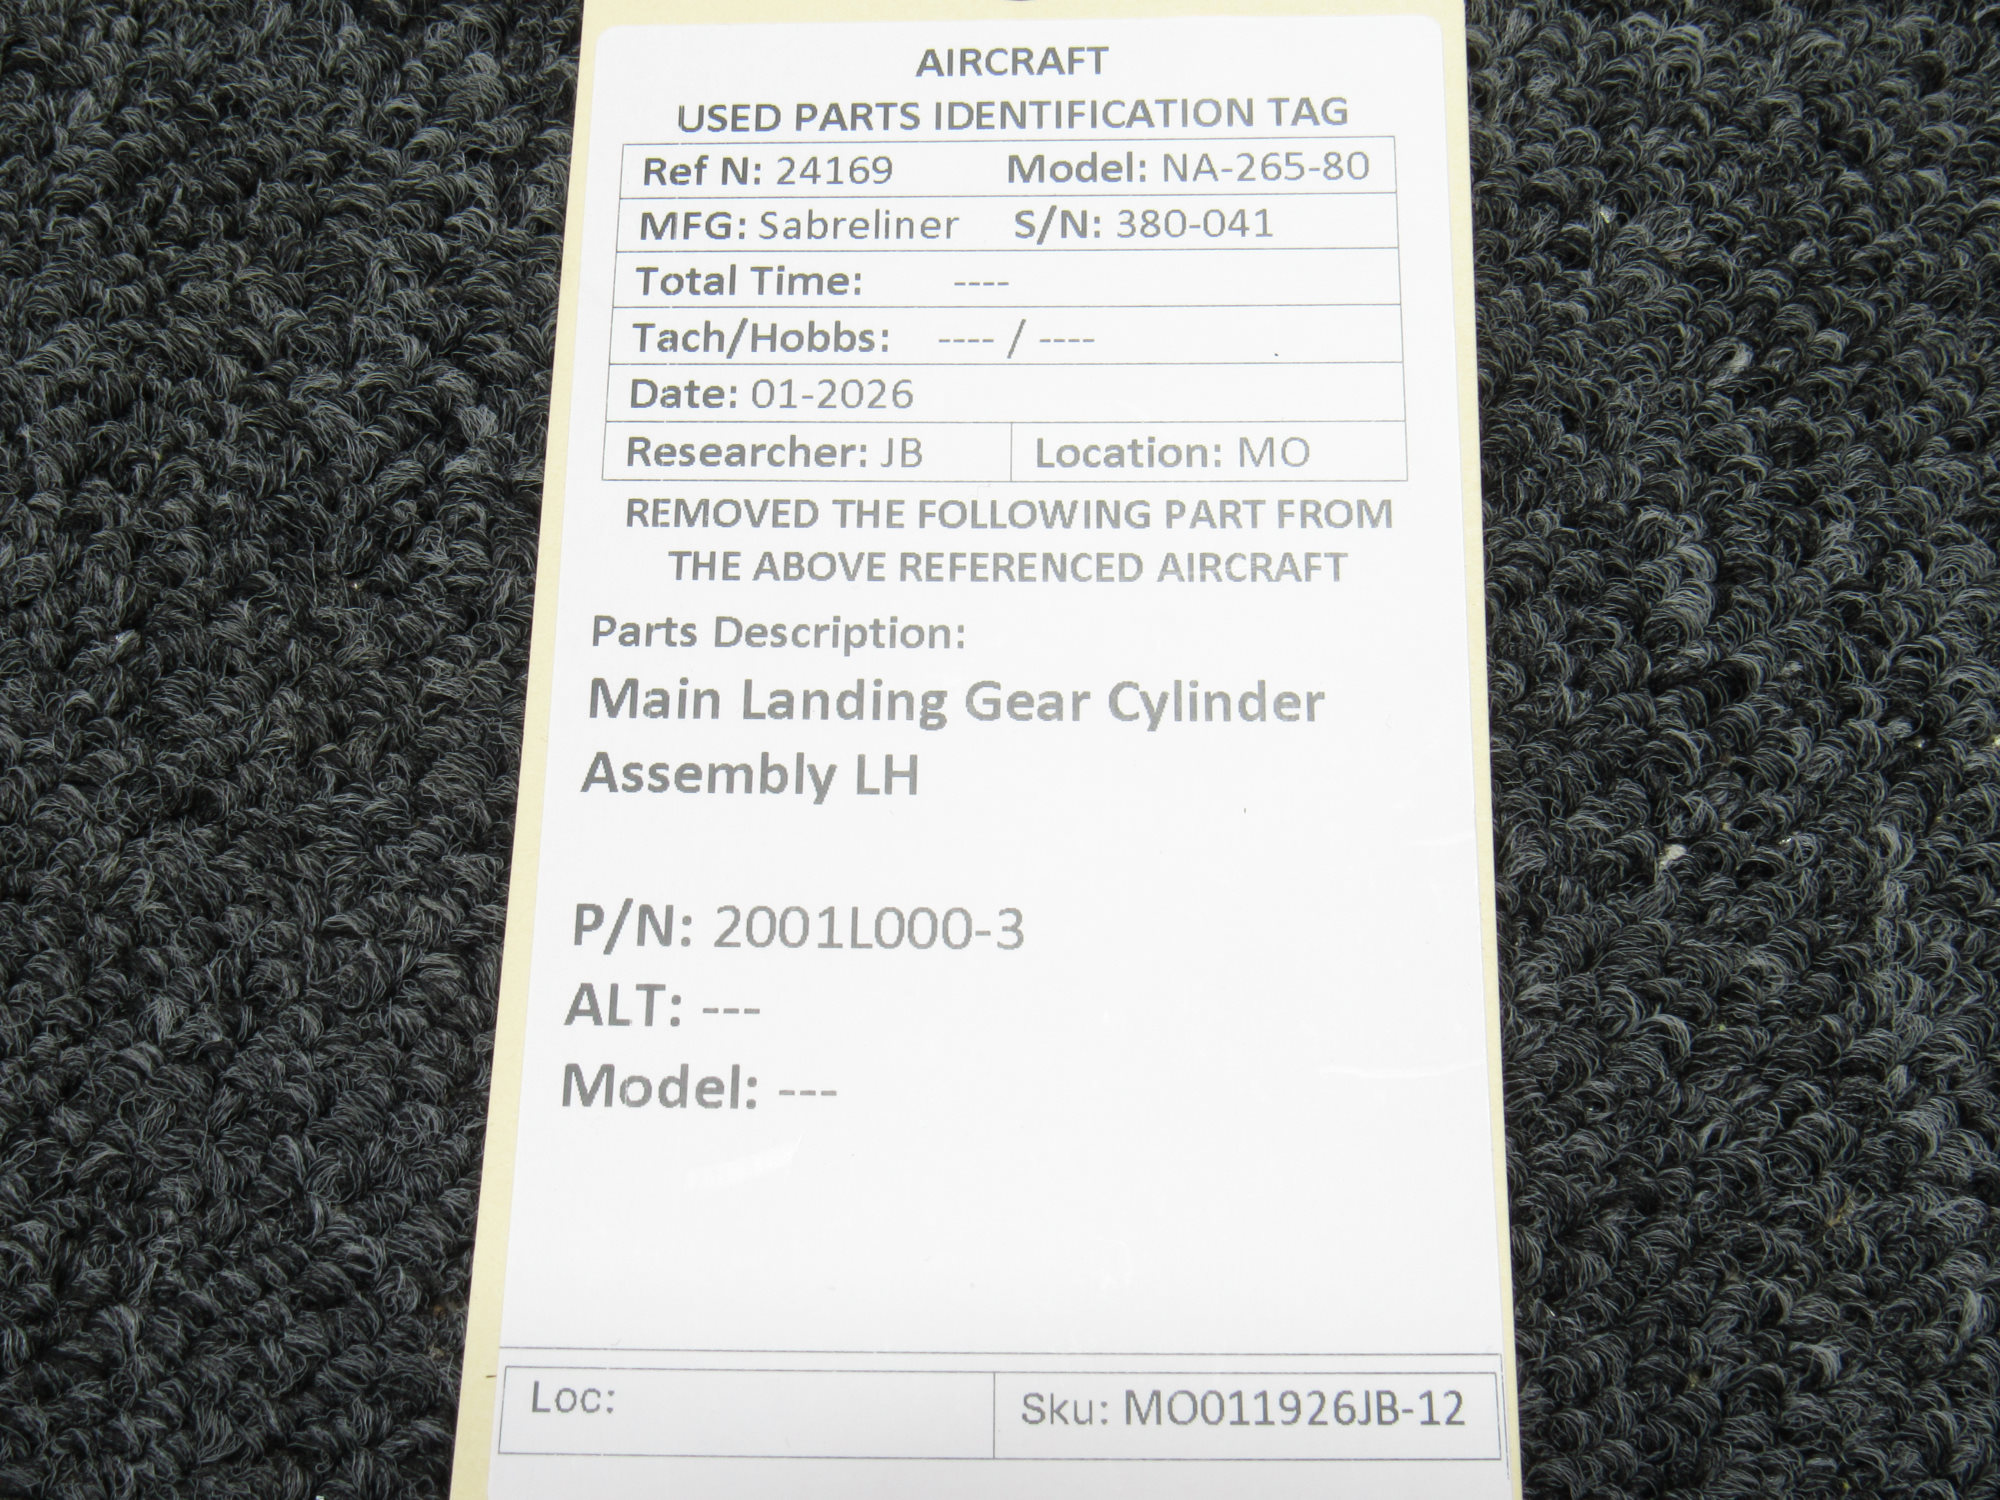 AIRCRAFT
USED PARTS IDENTIFICATION TAG
Ref N: 24169 Model: NA-265-80
MFG: Sabreliner S/N: 380-041
Total Time: ----
Tach/Hobbs: ---- / ----
Date: 01-2026
Researcher: JB Location: MO
REMOVED THE FOLLOWING PART FROM
THE ABOVE REFERENCED AIRCRAFT
Parts Description:
Main Landing Gear Cylinder
Assembly LH
P/N: 2001L000-3
ALT: ---
Model: ---
Loc: Sku: MO011926JB-12